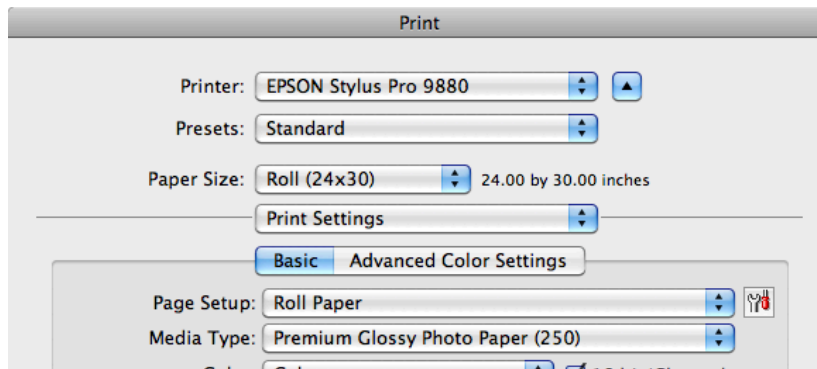 Print
Printer: EPSON Stylus Pro 9880
Presets: Standard
Paper Size: Roll (24x30) 24.00 by 30.00 inches
Print Settings
Basic Advanced Color Settings
Page Setup: Roll Paper
Media Type: Premium Glossy Photo Paper (250)